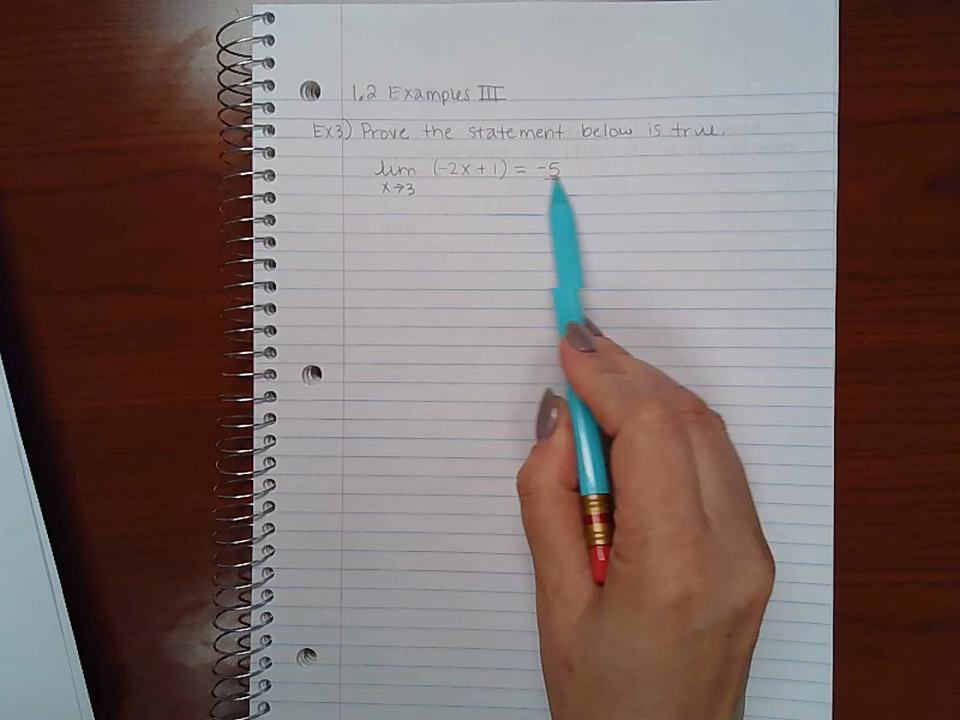 1.2 Examples III
Ex3) Prove the statement below is true.
lim (-2x + 1) = -5
x→3